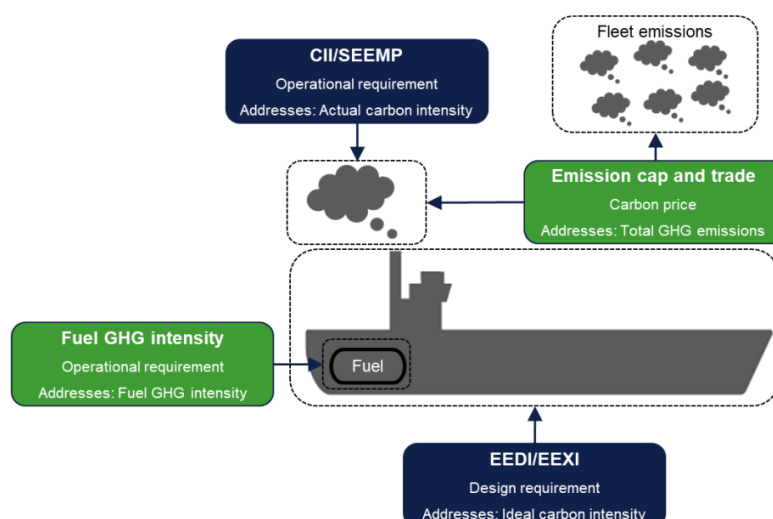 Fleet emissions
CII/SEEMP
Operational requirement
Addresses: Actual carbon intensity
Emission cap and trade
Carbon price
Addresses: Total GHG emissions
Fuel GHG intensity
Operational requirement
Addresses: Fuel GHG intensity
Fuel
EEDI/EEXI
Design requirement
Addresses: Ideal carbon intensity